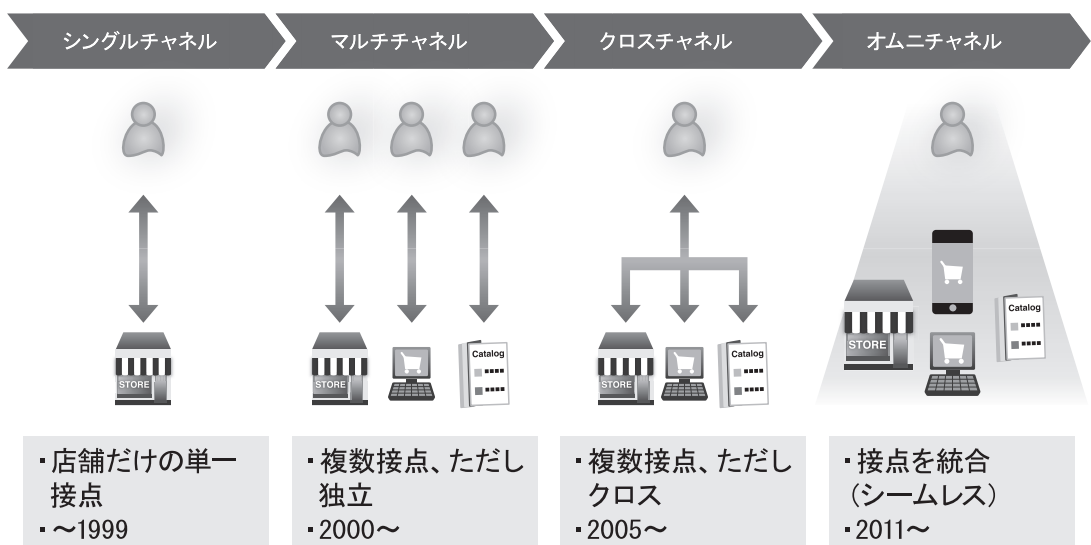 シングルチャネル
マルチチャネル
クロスチャネル
オムニチャネル
STORE
STORE
Catalog
STORE
Catalog
STORE
Catalog
・店舗だけの単一
接点
・～1999
・複数接点、ただし
独立
・2000～
・複数接点、ただし
クロス
・2005～
・接点を統合
(シームレス)
・2011～